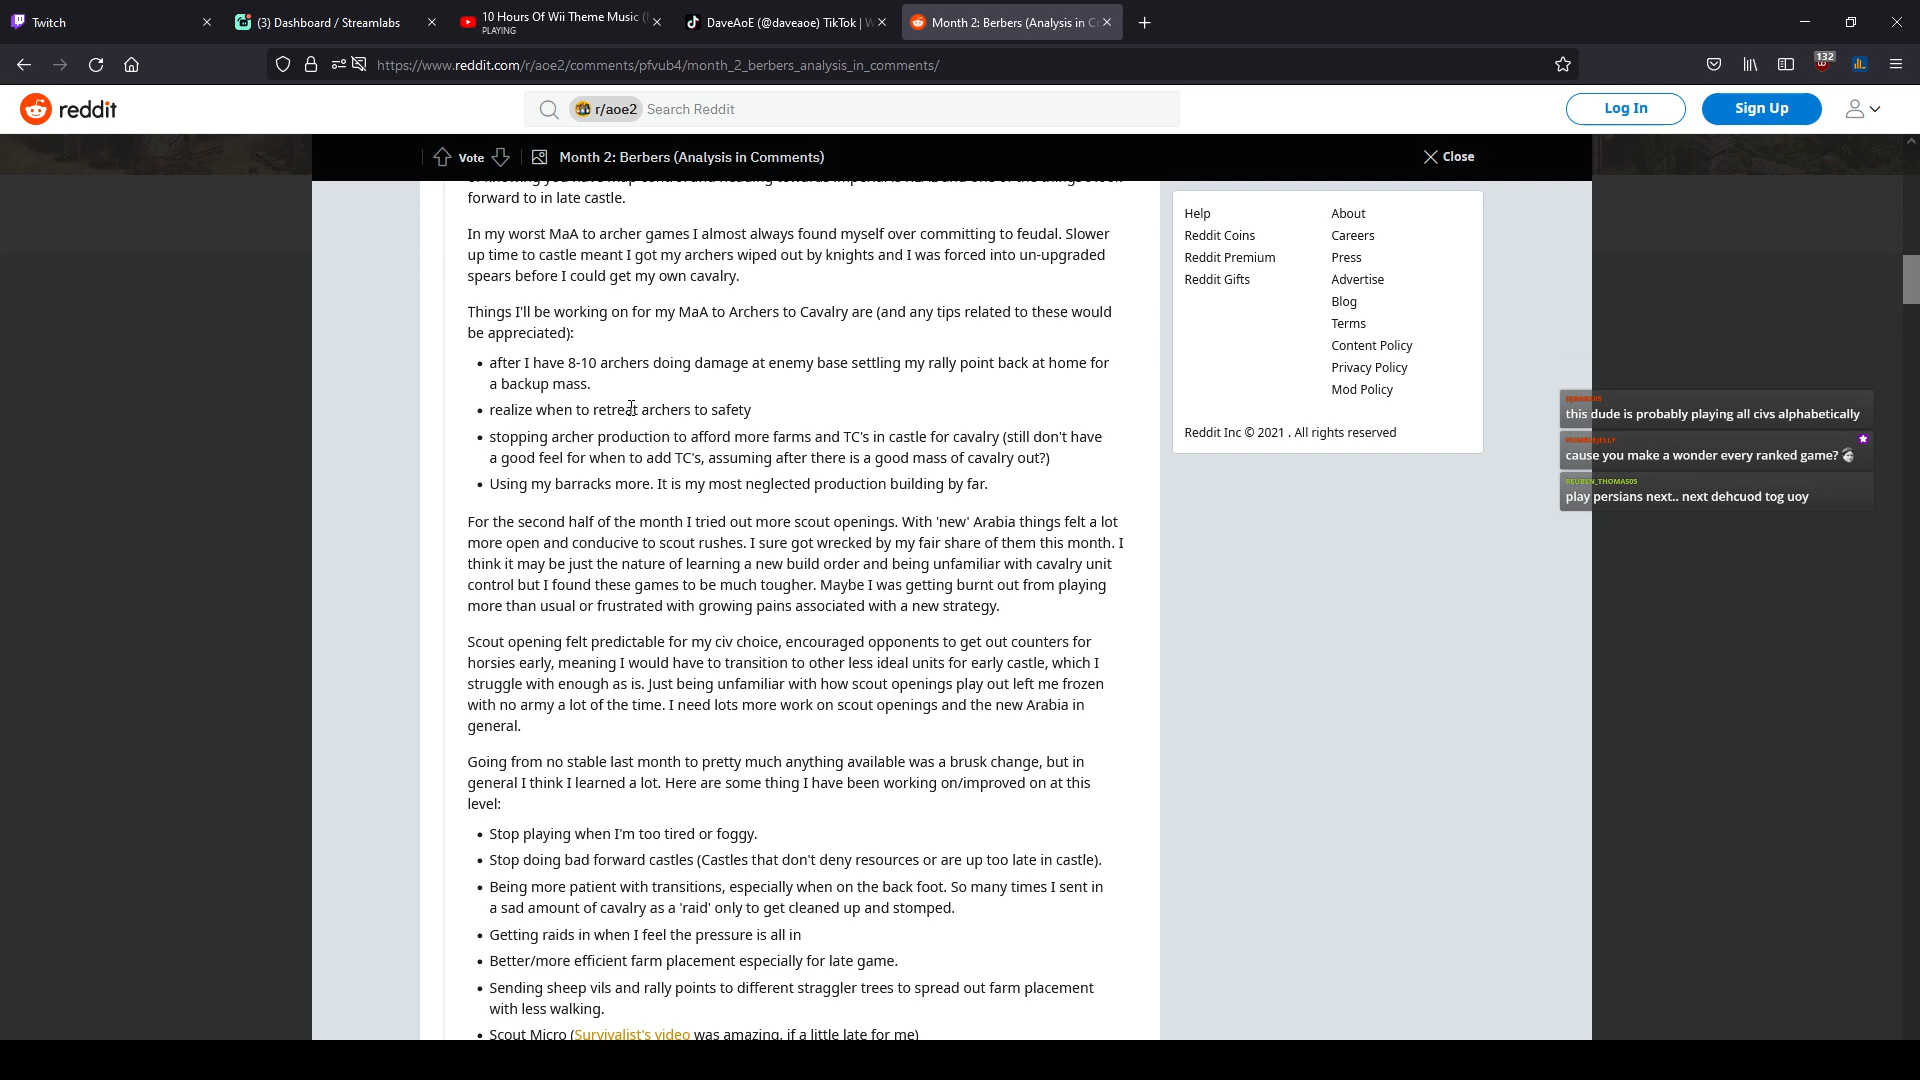 Twitch
(3) Dashboard / Streamlabs
10 Hours Of Wii Theme Music (
PLAYING
DaveAoE (@daveaoe) TikTok | W
Month 2: Berbers (Analysis in C
https://www.reddit.com/r/aoe2/comments/pfvub4/month_2_berbers_analysis_in_comments/
132
reddit
r/aoe2 Search Reddit
Log In
Sign Up
Vote
Month 2: Berbers (Analysis in Comments)
Close
forward to in late castle.
In my worst MaA to archer games I almost always found myself over committing to feudal. Slower
up time to castle meant I got my archers wiped out by knights and I was forced into un-upgraded
spears before I could get my own cavalry.
Things I'll be working on for my MaA to Archers to Cavalry are (and any tips related to these would
be appreciated):
• after I have 8-10 archers doing damage at enemy base settling my rally point back at home for
a backup mass.
• realize when to retreat archers to safety
• stopping archer production to afford more farms and TC's in castle for cavalry (still don't have
a good feel for when to add TC's, assuming after there is a good mass of cavalry out?)
• Using my barracks more. It is my most neglected production building by far.
For the second half of the month I tried out more scout openings. With 'new' Arabia things felt a lot
more open and conducive to scout rushes. I sure got wrecked by my fair share of them this month. I
think it may be just the nature of learning a new build order and being unfamiliar with cavalry unit
control but I found these games to be much tougher. Maybe I was getting burnt out from playing
more than usual or frustrated with growing pains associated with a new strategy.
Scout opening felt predictable for my civ choice, encouraged opponents to get out counters for
horsies early, meaning I would have to transition to other less ideal units for early castle, which I
struggle with enough as is. Just being unfamiliar with how scout openings play out left me frozen
with no army a lot of the time. I need lots more work on scout openings and the new Arabia in
general.
Going from no stable last month to pretty much anything available was a brusk change, but in
general I think I learned a lot. Here are some thing I have been working on/improved on at this
level:
• Stop playing when I'm too tired or foggy.
• Stop doing bad forward castles (Castles that don't deny resources or are up too late in castle).
• Being more patient with transitions, especially when on the back foot. So many times I sent in
a sad amount of cavalry as a 'raid' only to get cleaned up and stomped.
• Getting raids in when I feel the pressure is all in
• Better/more efficient farm placement especially for late game.
• Sending sheep vils and rally points to different straggler trees to spread out farm placement
with less walking.
• Scout Micro (Survivalist's video was amazing, if a little late for me)
Help
Reddit Coins
Reddit Premium
Reddit Gifts
About
Careers
Press
Advertise
Blog
Terms
Content Policy
Privacy Policy
Mod Policy
Reddit Inc © 2021 . All rights reserved
this dude is probably playing all civs alphabetically
cause you make a wonder every ranked game?
REUBEN_THOMAS05
play persians next.. next dehcuod tog uoy